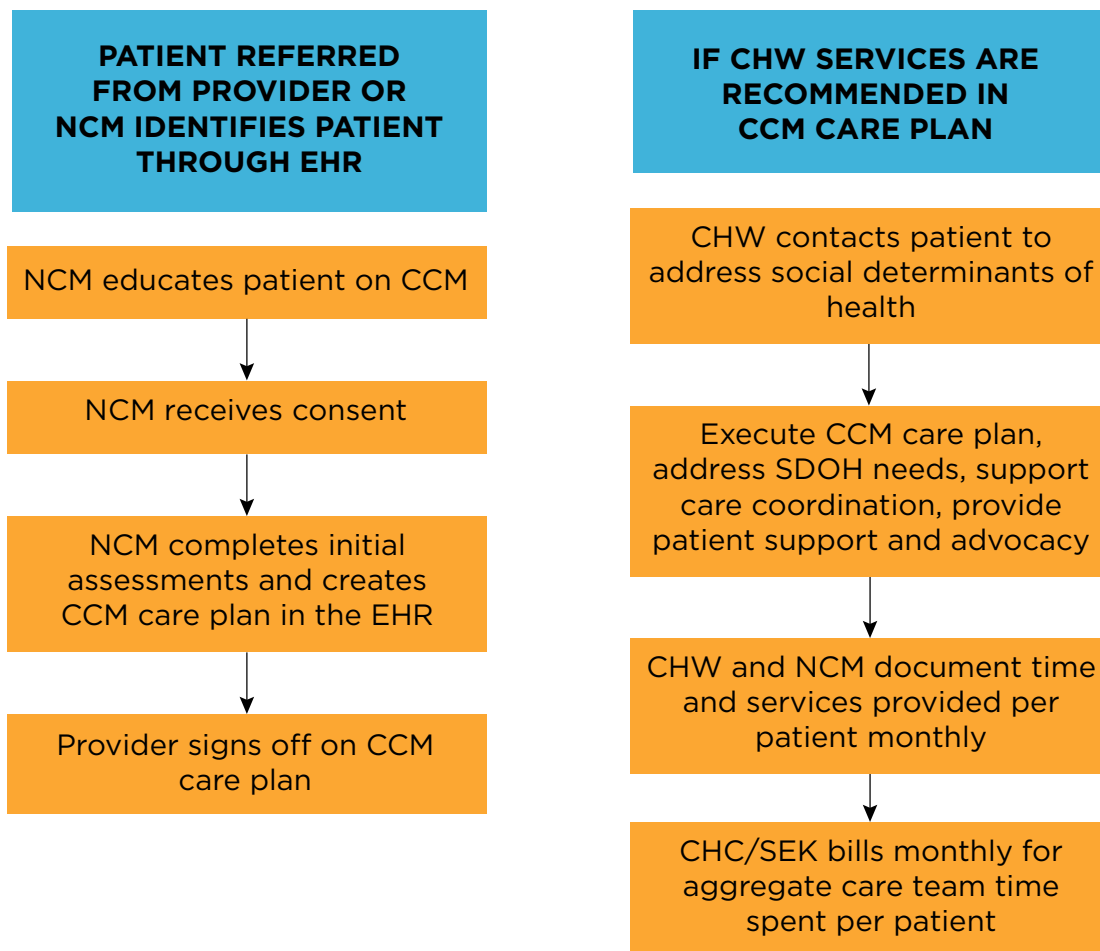 PATIENT REFERRED
FROM PROVIDER OR
NCM IDENTIFIES PATIENT
THROUGH EHR
NCM educates patient on CCM
NCM receives consent
NCM completes initial
assessments and creates
CCM care plan in the EHR
Provider signs off on CCM
care plan
IF CHW SERVICES ARE
RECOMMENDED IN
CCM CARE PLAN
CHW contacts patient to
address social determinants of
health
Execute CCM care plan,
address SDOH needs, support
care coordination, provide
patient support and advocacy
CHW and NCM document time
and services provided per
patient monthly
CHC/SEK bills monthly for
aggregate care team time
spent per patient